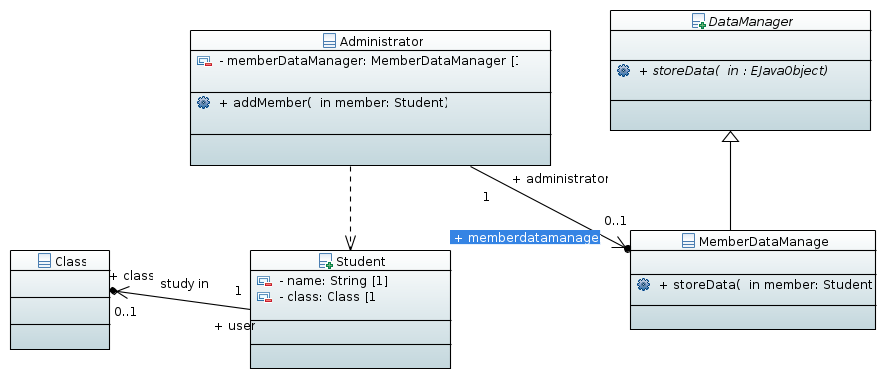 Administrator
- memberDataManager: MemberDataManager [1
+ addMember(  in member: Student)
DataManager
+ storeData(  in : EJavaObject)
+ administrator
1
0..1
+ memberdatamanage
MemberDataManage
+ storeData(  in member: Student
Class
+ class
study in
1
0..1
+ user
Student
- name: String [1]
- class: Class [1